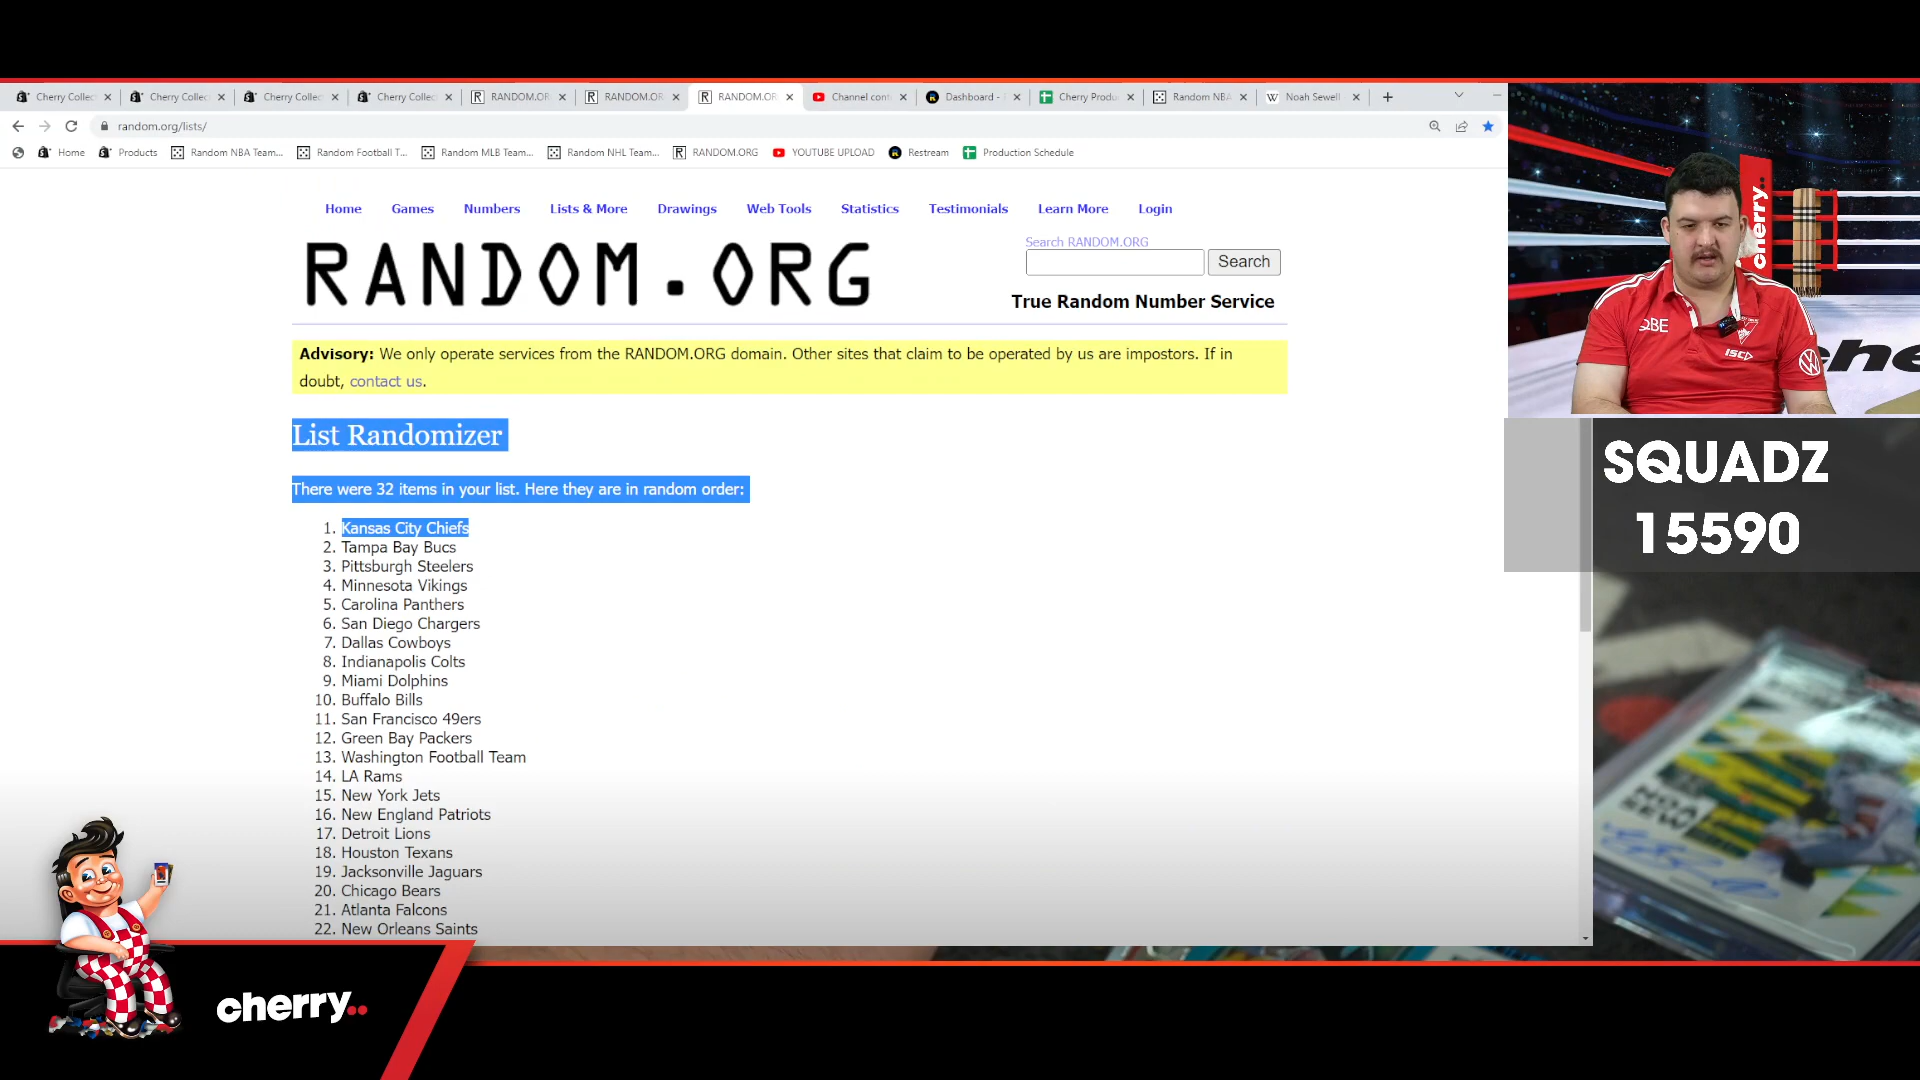 Cherry Collec
Cherry Collec
Cherry Collec
Cherry Collec
RANDOM.OR
RANDOM.OR
RANDOM.OR
Channel cont
Dashboard -
Cherry Produ
Random NBA
Noah Sewell
random.org/lists/
Home
Products
Random NBA Team...
Random Football T...
Random MLB Team...
Random NHL Team...
RANDOM.ORG
YOUTUBE UPLOAD
Restream
Production Schedule
Home
Games
Numbers
Lists & More
Drawings
Web Tools
Statistics
Testimonials
Learn More
Login
RANDOM.ORG
Search RANDOM.ORG
Search
True Random Number Service
Advisory: We only operate services from the RANDOM.ORG domain. Other sites that claim to be operated by us are impostors. If in
doubt, contact us.
List Randomizer
There were 32 items in your list. Here they are in random order:
1. Kansas City Chiefs
2. Tampa Bay Bucs
3. Pittsburgh Steelers
4. Minnesota Vikings
5. Carolina Panthers
6. San Diego Chargers
7. Dallas Cowboys
8. Indianapolis Colts
9. Miami Dolphins
10. Buffalo Bills
11. San Francisco 49ers
12. Green Bay Packers
13. Washington Football Team
14. LA Rams
15. New York Jets
16. New England Patriots
17. Detroit Lions
18. Houston Texans
19. Jacksonville Jaguars
20. Chicago Bears
21. Atlanta Falcons
22. New Orleans Saints
cherry..
QBE
ISC
che
SQUADZ
15590
NOAH
SEW
cherry..